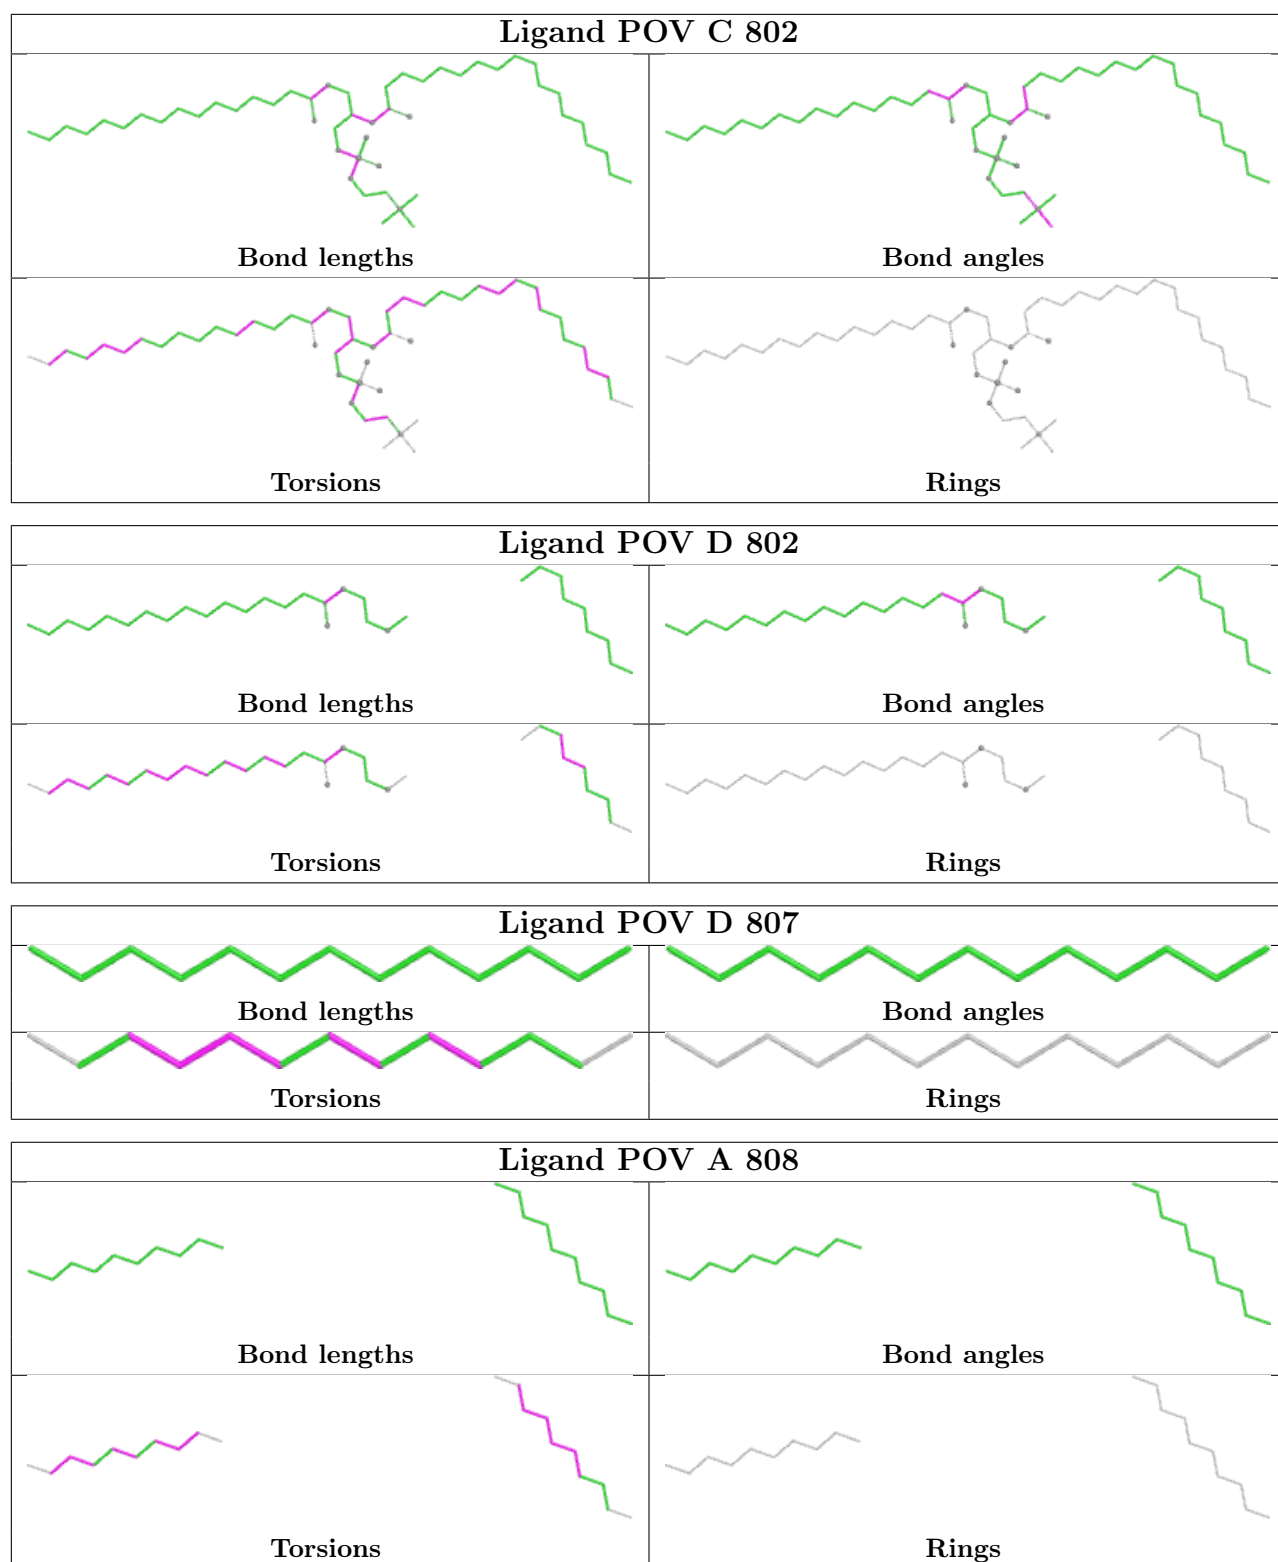 Ligand POV C 802
Bond lengths
Bond angles
Torsions
Rings
Ligand POV D 802
Bond lengths
Bond angles
Torsions
Rings
Ligand POV D 807
Bond lengths
Bond angles
Torsions
Rings
Ligand POV A 808
Bond lengths
Bond angles
Torsions
Rings